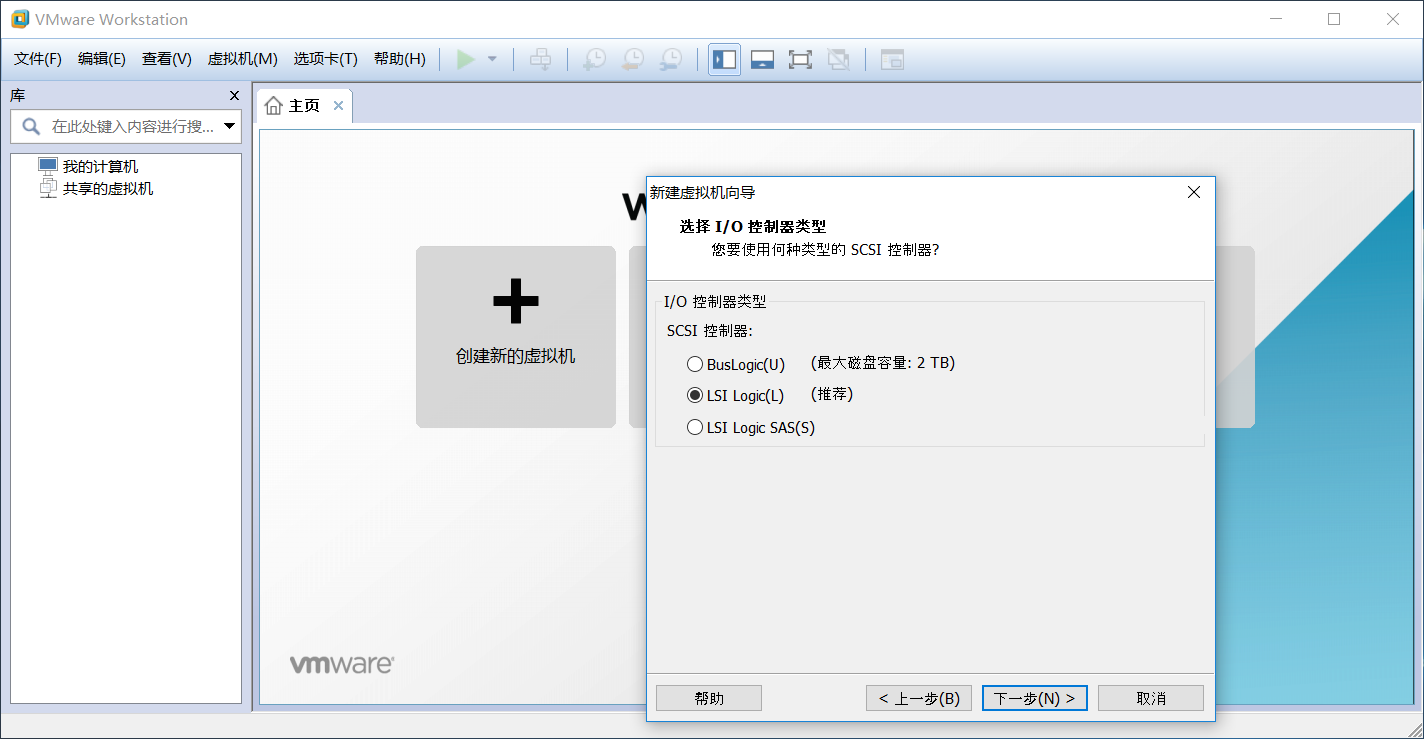 VMware Workstation
文件(F) 编辑(E) 查看(V) 虚拟机(M) 选项卡(T) 帮助(H)
库
在此处键入内容进行搜...
我的计算机
共享的虚拟机
主页
创建新的虚拟机
vmware
新建虚拟机向导
选择 I/O 控制器类型
您要使用何种类型的 SCSI 控制器?
I/O 控制器类型
SCSI 控制器:
BusLogic(U) (最大磁盘容量: 2 TB)
LSI Logic(L) (推荐)
LSI Logic SAS(S)
帮助 < 上一步(B) 下一步(N) > 取消